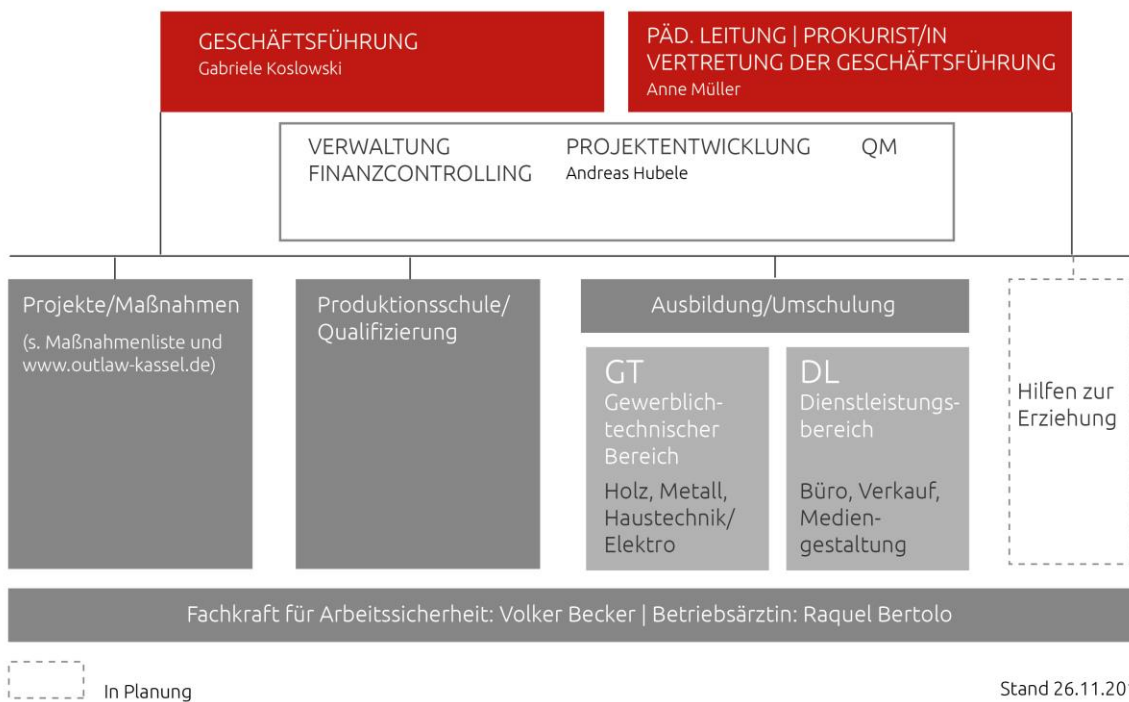 GESCHÄFTSFÜHRUNG
Gabriele Koslowski
PÄD. LEITUNG | PROKURIST/IN
VERTRETUNG DER GESCHÄFTSFÜHRUNG
Anne Müller
VERWALTUNG
FINANZCONTROLLING
PROJEKTENTWICKLUNG
Andreas Hubele
QM
Projekte/Maßnahmen
(s. Maßnahmenliste und
www.outlaw-kassel.de)
Produktionsschule/
Qualifizierung
Ausbildung/Umschulung
GT
Gewerblich-
technischer
Bereich
Holz, Metall,
Haustechnik/
Elektro
DL
Dienstleistungs-
bereich
Büro, Verkauf,
Medien-
gestaltung
Hilfen zur
Erziehung
Fachkraft für Arbeitssicherheit: Volker Becker | Betriebsärztin: Raquel Bertolo
In Planung
Stand